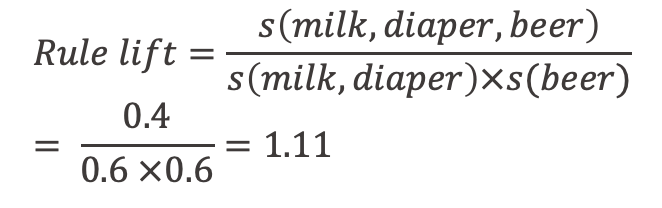 Rule lift = s(milk, diaper, beer)
s(milk, diaper)×s(beer)
= 0.4
0.6 ×0.6 = 1.11